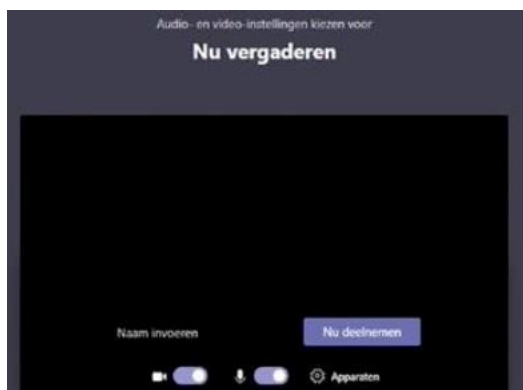 Audio- en video-instellingen kiezen voor
Nu vergaderen
Naam invoeren
Nu deelnemen
Apparaten